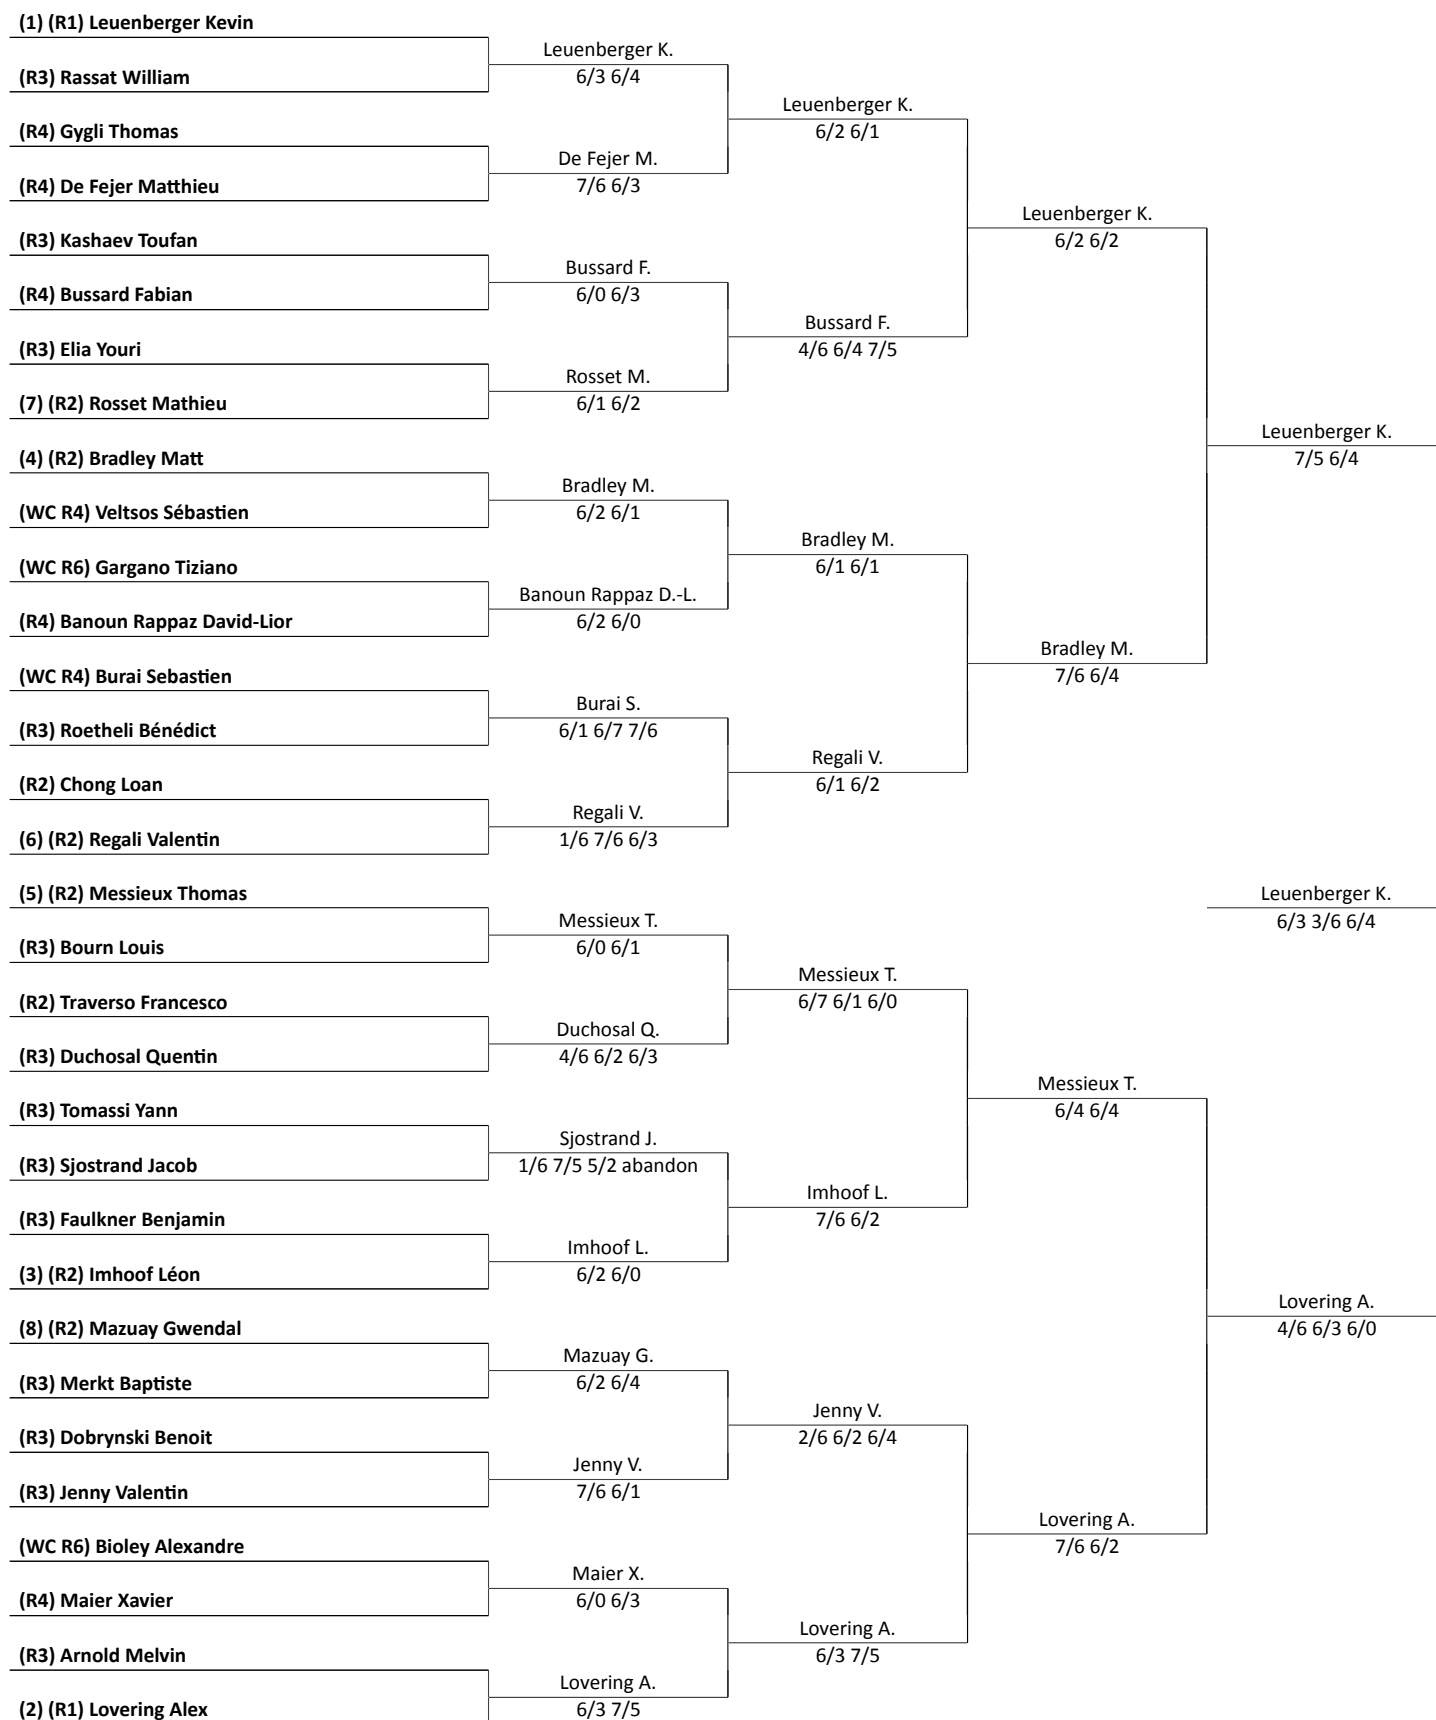 (1) (R1) Leuenberger Kevin
Leuenberger K.
(R3) Rassat William
6/3 6/4
Leuenberger K.
(R4) Gygli Thomas
6/2 6/1
De Fejer M.
(R4) De Fejer Matthieu
7/6 6/3
Leuenberger K.
(R3) Kashaev Toufan
6/2 6/2
Bussard F.
(R4) Bussard Fabian
6/0 6/3
Bussard F.
(R3) Elia Youri
4/6 6/4 7/5
Rosset M.
(7) (R2) Rosset Mathieu
6/1 6/2
Leuenberger K.
(4) (R2) Bradley Matt
7/5 6/4
Bradley M.
(WC R4) Veltsos Sébastien
6/2 6/1
Bradley M.
(WC R6) Gargano Tiziano
6/1 6/1
Banoun Rappaz D.-L.
(R4) Banoun Rappaz David-Lior
6/2 6/0
Bradley M.
(WC R4) Burai Sebastien
7/6 6/4
Burai S.
(R3) Roetheli Bénédict
6/1 6/7 7/6
Regali V.
(R2) Chong Loan
6/1 6/2
Regali V.
(6) (R2) Regali Valentin
1/6 7/6 6/3
(5) (R2) Messieux Thomas
Leuenberger K.
6/3 3/6 6/4
Messieux T.
(R3) Bourn Louis
6/0 6/1
Messieux T.
(R2) Traverso Francesco
6/7 6/1 6/0
Duchosal Q.
(R3) Duchosal Quentin
4/6 6/2 6/3
Messieux T.
(R3) Tomassi Yann
6/4 6/4
Sjostrand J.
(R3) Sjostrand Jacob
1/6 7/5 5/2 abandon
Imhoof L.
(R3) Faulkner Benjamin
7/6 6/2
Imhoof L.
(3) (R2) Imhoof Léon
6/2 6/0
Lovering A.
(8) (R2) Mazuay Gwendal
4/6 6/3 6/0
Mazuay G.
(R3) Merkt Baptiste
6/2 6/4
Jenny V.
(R3) Dobrynski Benoit
2/6 6/2 6/4
Jenny V.
(R3) Jenny Valentin
7/6 6/1
Lovering A.
(WC R6) Bioley Alexandre
7/6 6/2
Maier X.
(R4) Maier Xavier
6/0 6/3
Lovering A.
(R3) Arnold Melvin
6/3 7/5
Lovering A.
(2) (R1) Lovering Alex
6/3 7/5